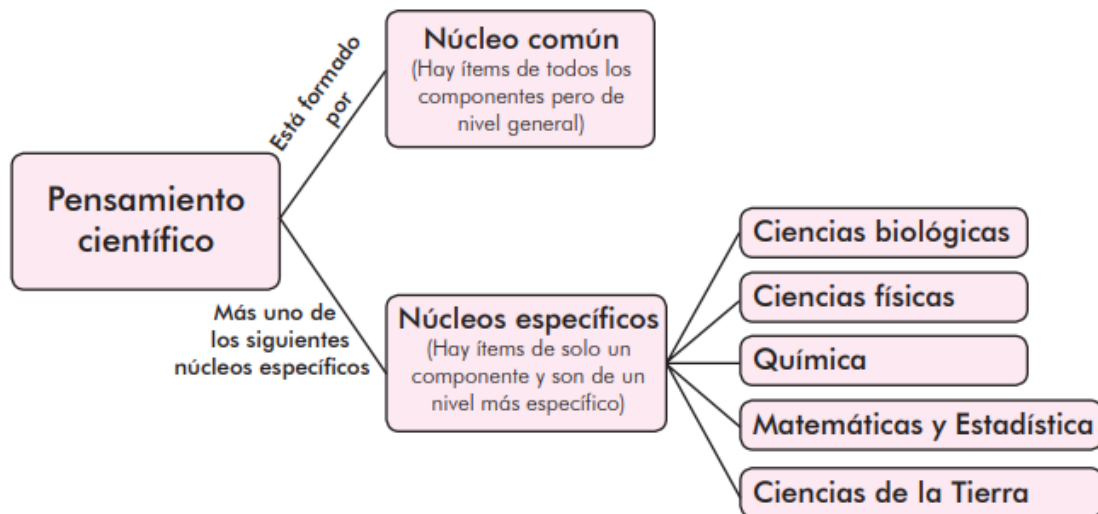 Pensamiento
científico
Está formado
por
Núcleo común
(Hay ítems de todos los
componentes pero de
nivel general)
Más uno de
los siguientes
núcleos específicos
Núcleos específicos
(Hay ítems de solo un
componente y son de un
nivel más específico)
Ciencias biológicas
Ciencias físicas
Química
Matemáticas y Estadística
Ciencias de la Tierra